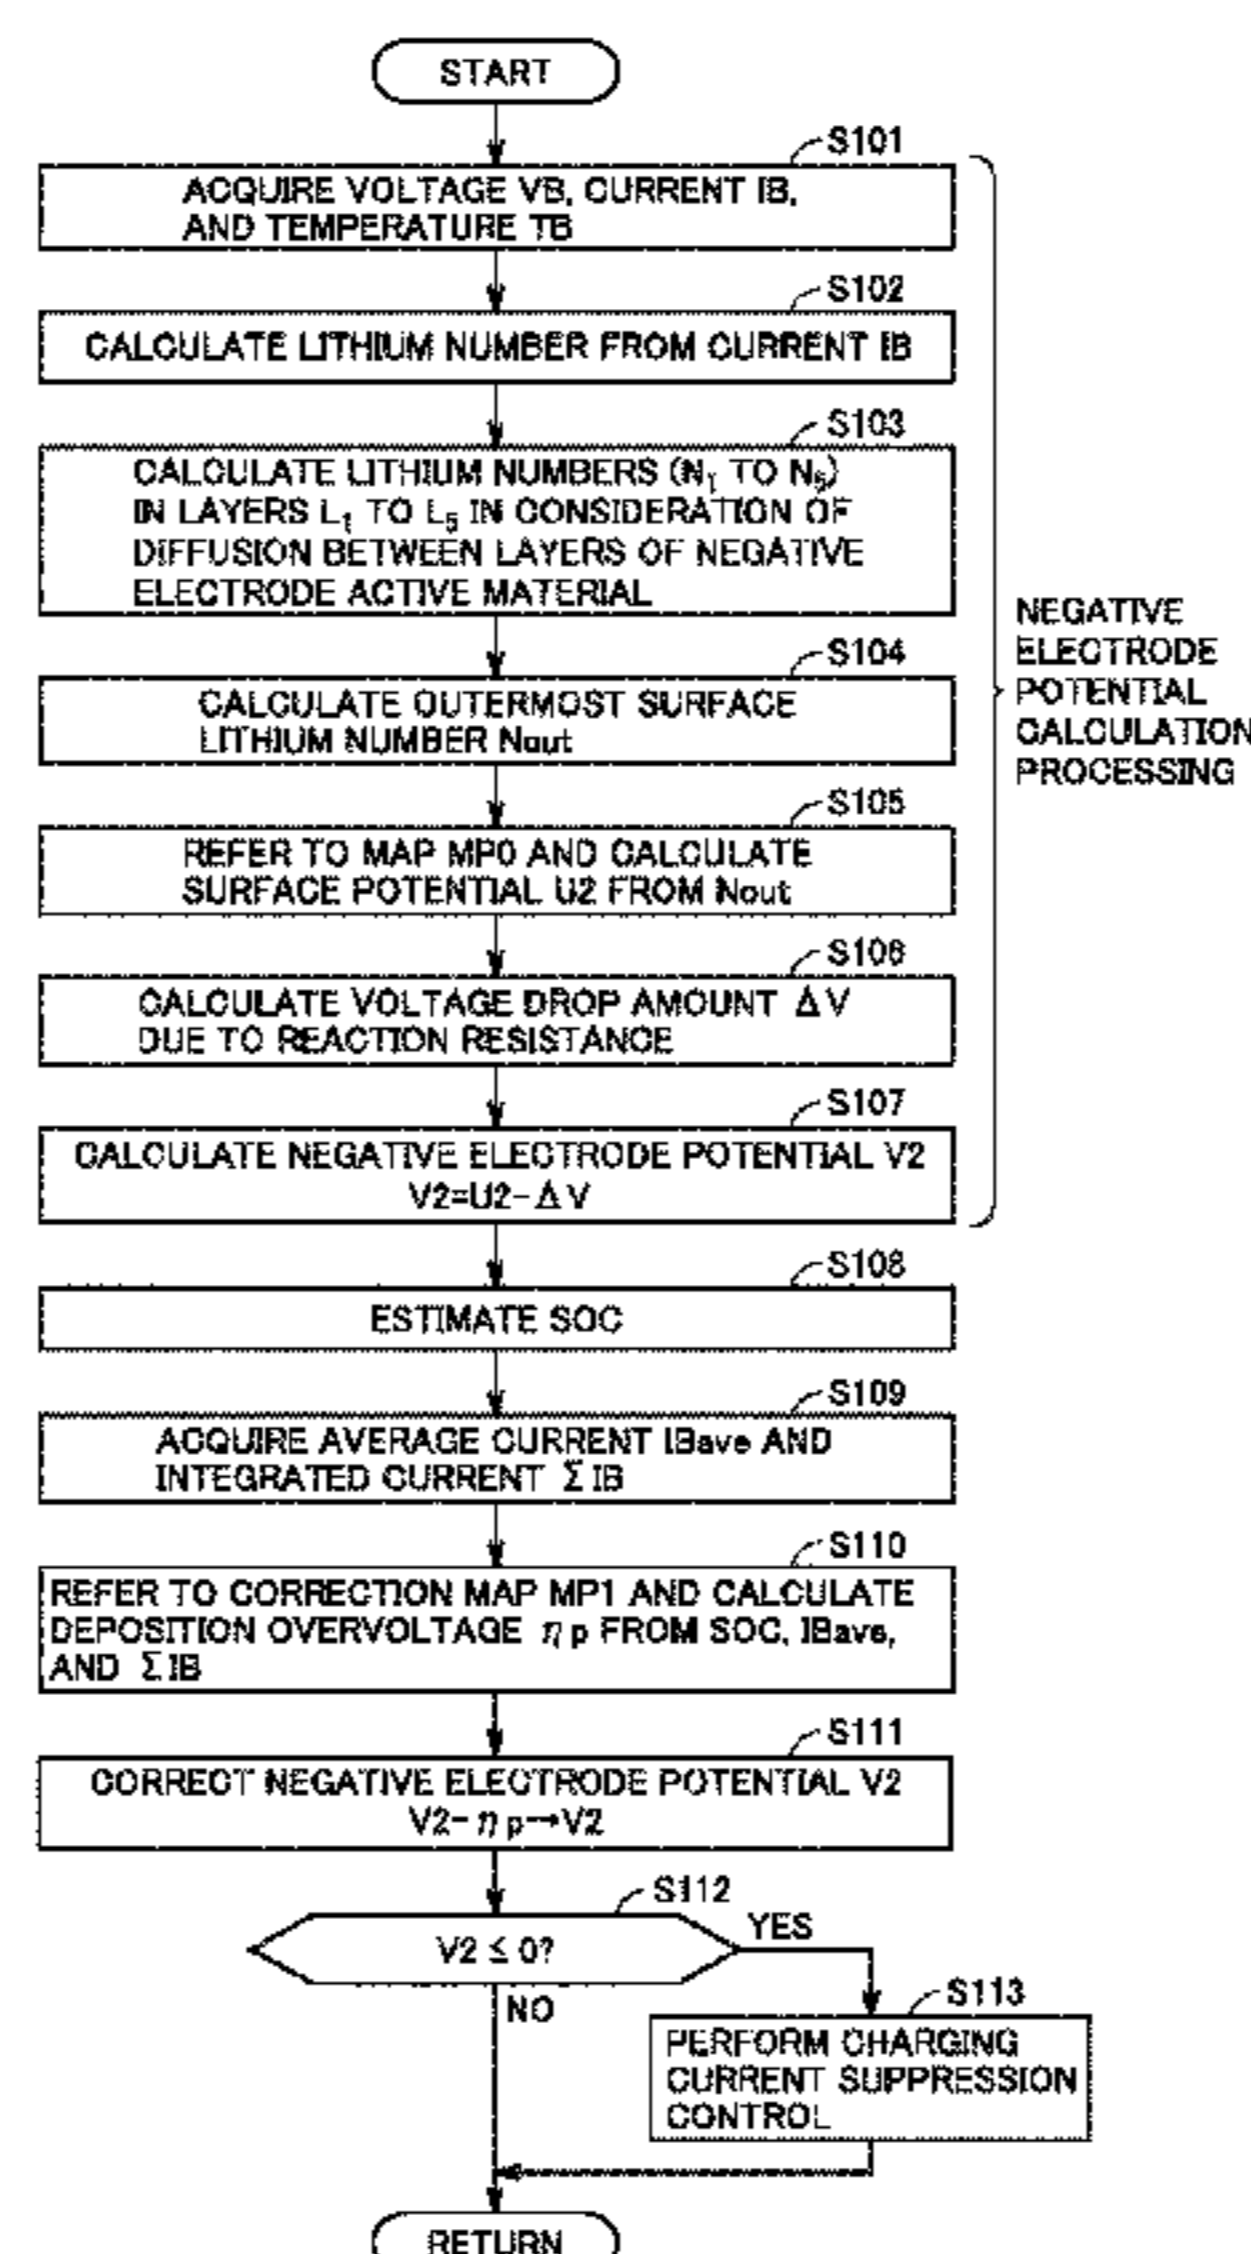 START
S101
ACQUIRE VOLTAGE VB, CURRENT IB,
AND TEMPERATURE TB
S102
CALCULATE LITHIUM NUMBER FROM CURRENT IB
S103
CALCULATE LITHIUM NUMBERS (N₁ TO N₅)
IN LAYERS L₁ TO L₅ IN CONSIDERATION OF
DIFFUSION BETWEEN LAYERS OF NEGATIVE
ELECTRODE ACTIVE MATERIAL
S104
CALCULATE OUTERMOST SURFACE
LITHIUM NUMBER Nout
S105
REFER TO MAP MP0 AND CALCULATE
SURFACE POTENTIAL U2 FROM Nout
S106
CALCULATE VOLTAGE DROP AMOUNT ΔV
DUE TO REACTION RESISTANCE
S107
CALCULATE NEGATIVE ELECTRODE POTENTIAL V2
V2=U2-ΔV
NEGATIVE
ELECTRODE
POTENTIAL
CALCULATION
PROCESSING
S108
ESTIMATE SOC
S109
ACQUIRE AVERAGE CURRENT IBave AND
INTEGRATED CURRENT ΣIB
S110
REFER TO CORRECTION MAP MP1 AND CALCULATE
DEPOSITION OVERVOLTAGE ηp FROM SOC, IBave,
AND ΣIB
S111
CORRECT NEGATIVE ELECTRODE POTENTIAL V2
V2-ηp→V2
S112
V2 ≤ 0?
YES
NO
S113
PERFORM CHARGING
CURRENT SUPPRESSION
CONTROL
RETURN